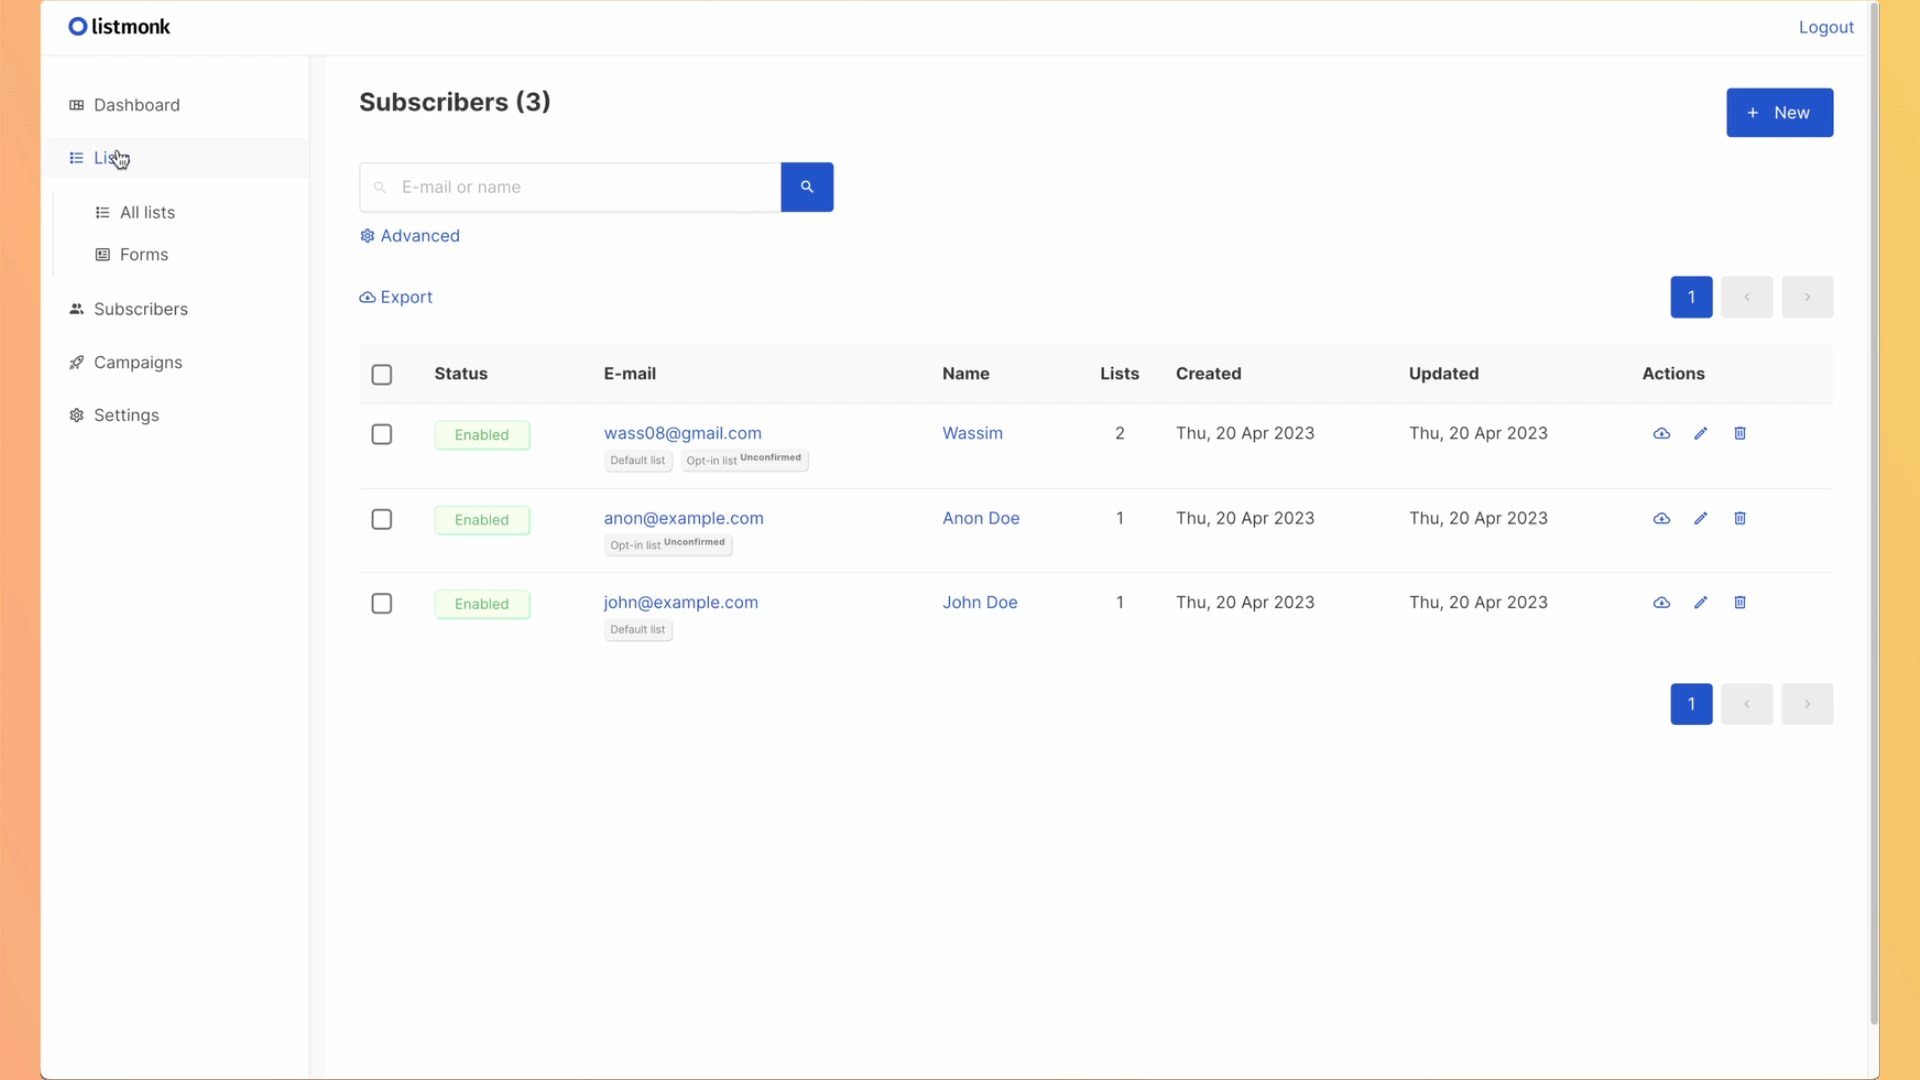 listmonk
Logout
Dashboard
Lis
All lists
Forms
Subscribers
Campaigns
Settings
Subscribers (3)
+ New
E-mail or name
Advanced
Export
1
Status E-mail Name Lists Created Updated Actions
Enabled wass08@gmail.com Wassim 2 Thu, 20 Apr 2023 Thu, 20 Apr 2023
Default list Opt-in list Unconfirmed
Enabled anon@example.com Anon Doe 1 Thu, 20 Apr 2023 Thu, 20 Apr 2023
Opt-in list Unconfirmed
Enabled john@example.com John Doe 1 Thu, 20 Apr 2023 Thu, 20 Apr 2023
Default list
1